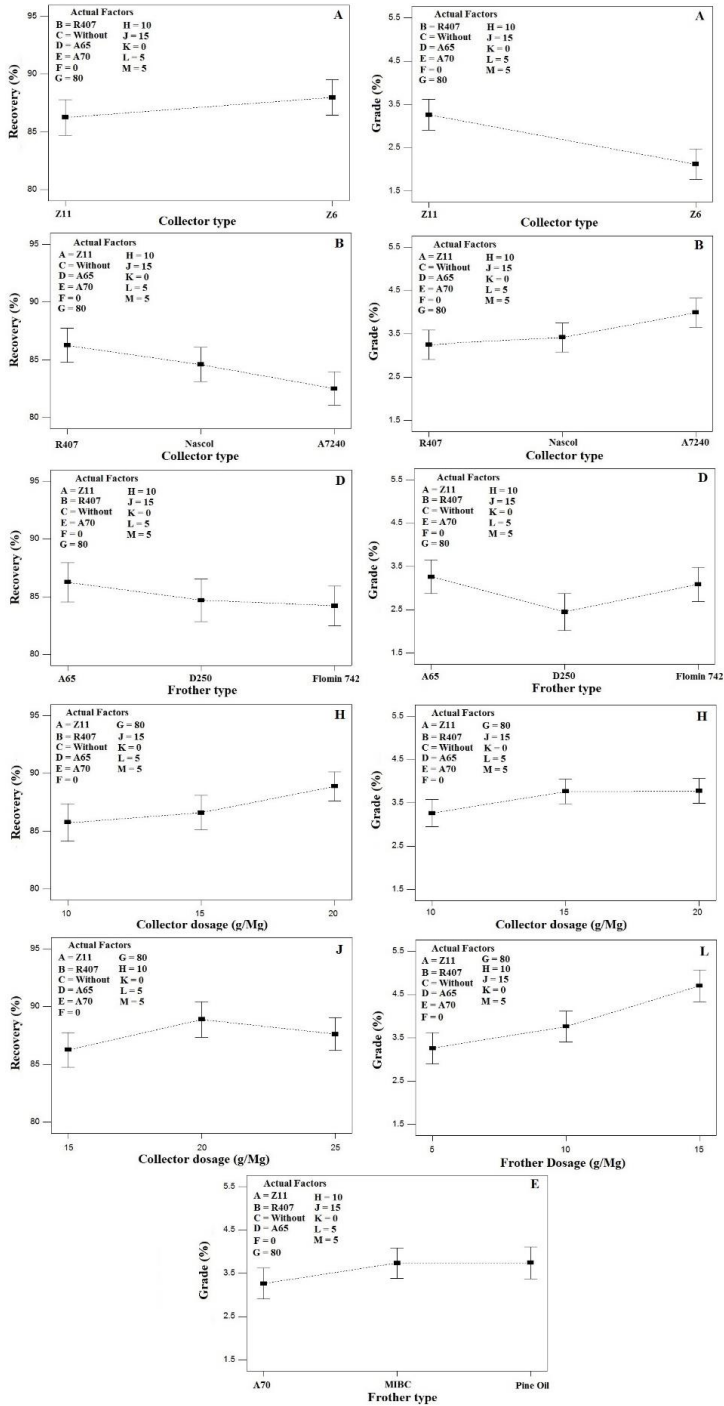 A
Actual Factors
B = R407 H = 10
C = Without J = 15
D = A65 K = 0
E = A70 L = 5
F = 0 M = 5
G = 80
95
90
85
80
Recovery (%)
Z11 Z6
Collector type
A
Actual Factors
B = R407 H = 10
C = Without J = 15
D = A65 K = 0
E = A70 L = 5
F = 0 M = 5
G = 80
5.5
4.5
3.5
2.5
1.5
Grade (%)
Z11 Z6
Collector type
B
Actual Factors
A = Z11 H = 10
C = Without J = 15
D = A65 K = 0
E = A70 L = 5
F = 0 M = 5
G = 80
95
90
85
80
Recovery (%)
R407 Nascol A7240
Collector type
B
Actual Factors
A = Z11 H = 10
C = Without J = 15
D = A65 K = 0
E = A70 L = 5
F = 0 M = 5
G = 80
5.5
4.5
3.5
2.5
1.5
Grade (%)
R407 Nascol A7240
Collector type
D
Actual Factors
A = Z11 H = 10
B = R407 J = 15
C = Without K = 0
E = A70 L = 5
F = 0 M = 5
G = 80
95
90
85
80
Recovery (%)
A65 D250 Flomin 742
Frother type
D
Actual Factors
A = Z11 H = 10
B = R407 J = 15
C = Without K = 0
E = A70 L = 5
F = 0 M = 5
G = 80
5.5
4.5
3.5
2.5
1.5
Grade (%)
A65 D250 Flomin 742
Frother type
H
Actual Factors
A = Z11 G = 80
B = R407 J = 15
C = Without K = 0
D = A65 L = 5
E = A70 M = 5
F = 0
95
90
85
80
Recovery (%)
10 15 20
Collector dosage (g/Mg)
H
Actual Factors
A = Z11 G = 80
B = R407 J = 15
C = Without K = 0
D = A65 L = 5
E = A70 M = 5
F = 0
5.5
4.5
3.5
2.5
1.5
Grade (%)
10 15 20
Collector dosage (g/Mg)
J
Actual Factors
A = Z11 G = 80
B = R407 H = 10
C = Without K = 0
D = A65 L = 5
E = A70 M = 5
F = 0
95
90
85
80
Recovery (%)
15 20 25
Collector dosage (g/Mg)
L
Actual Factors
A = Z11 G = 80
B = R407 H = 10
C = Without J = 15
D = A65 K = 0
E = A70 M = 5
F = 0
5.5
4.5
3.5
2.5
1.5
Grade (%)
5 10 15
Frother Dosage (g/Mg)
E
Actual Factors
A = Z11 H = 10
B = R407 J = 15
C = Without K = 0
D = A65 L = 5
F = 0 M = 5
G = 80
5.5
4.5
3.5
2.5
1.5
Grade (%)
A70 MIBC Pine Oil
Frother type